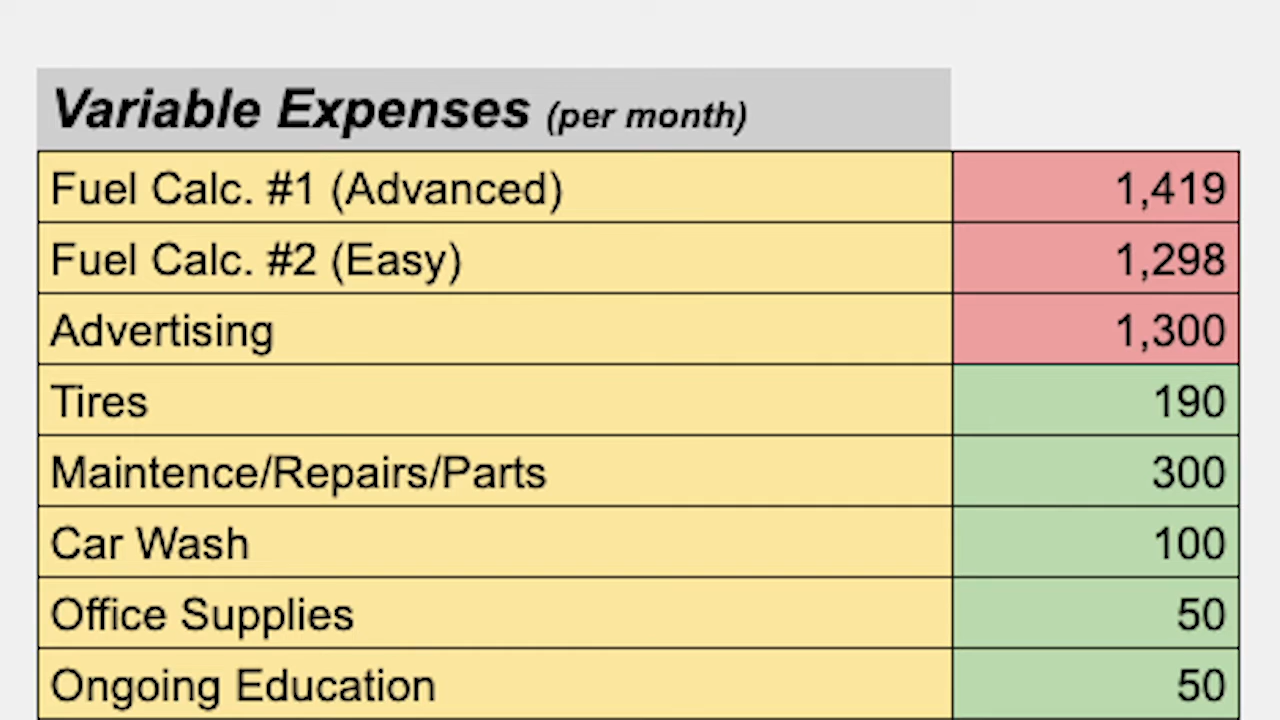 Variable Expenses (per month)
Fuel Calc. #1 (Advanced) 1,419
Fuel Calc. #2 (Easy) 1,298
Advertising 1,300
Tires 190
Maintence/Repairs/Parts 300
Car Wash 100
Office Supplies 50
Ongoing Education 50